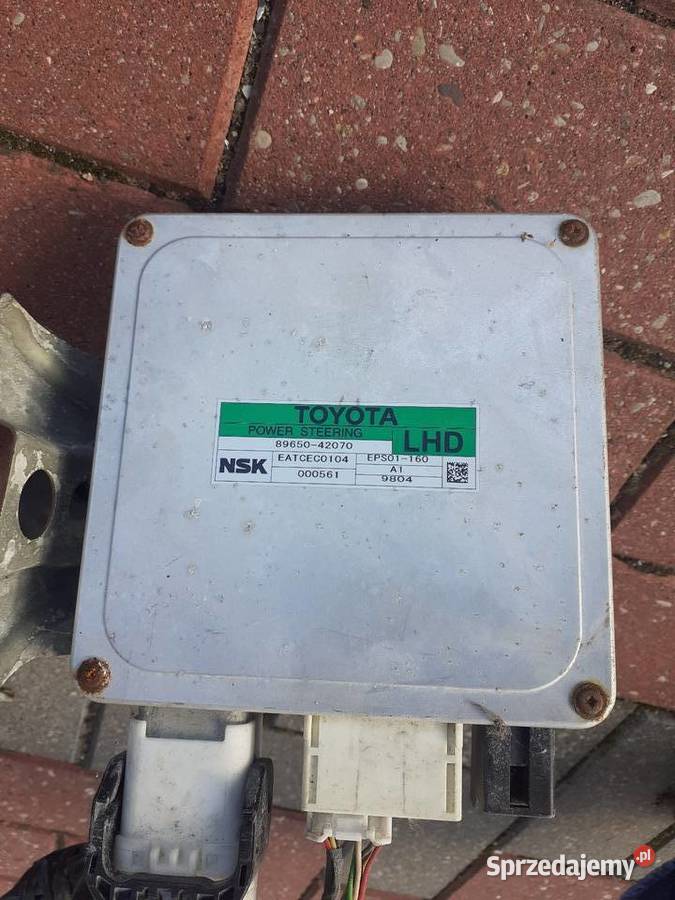 TOYOTA
POWER STEERING
LHD
89650-42070
NSK
EATCEC0104
EPS01-160
000561
A1
9804
Sprzedajemy.pl